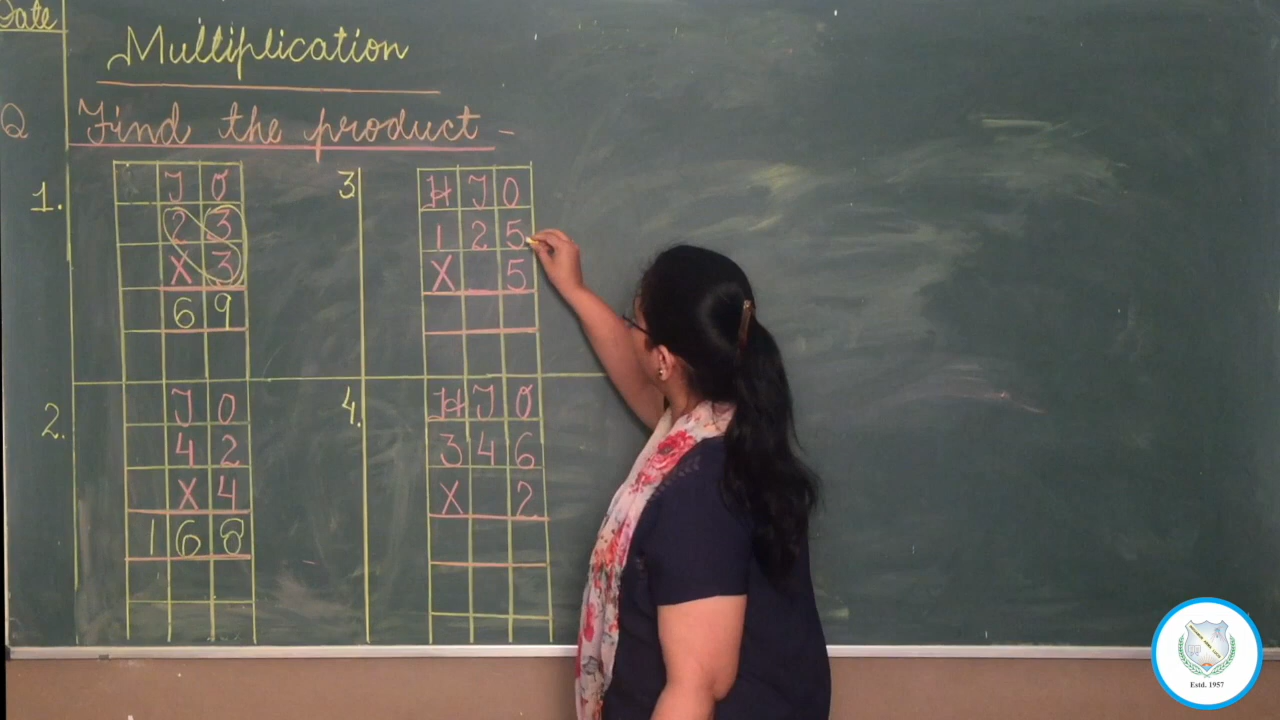 Date
Multiplication
Q Find the product -
1.
T O
2 3
X 3
6 9
2.
T O
4 2
X 4
1 6 8
3
H T O
1 2 5
X 5
4.
H T O
3 4 6
X 2
Estd. 1957